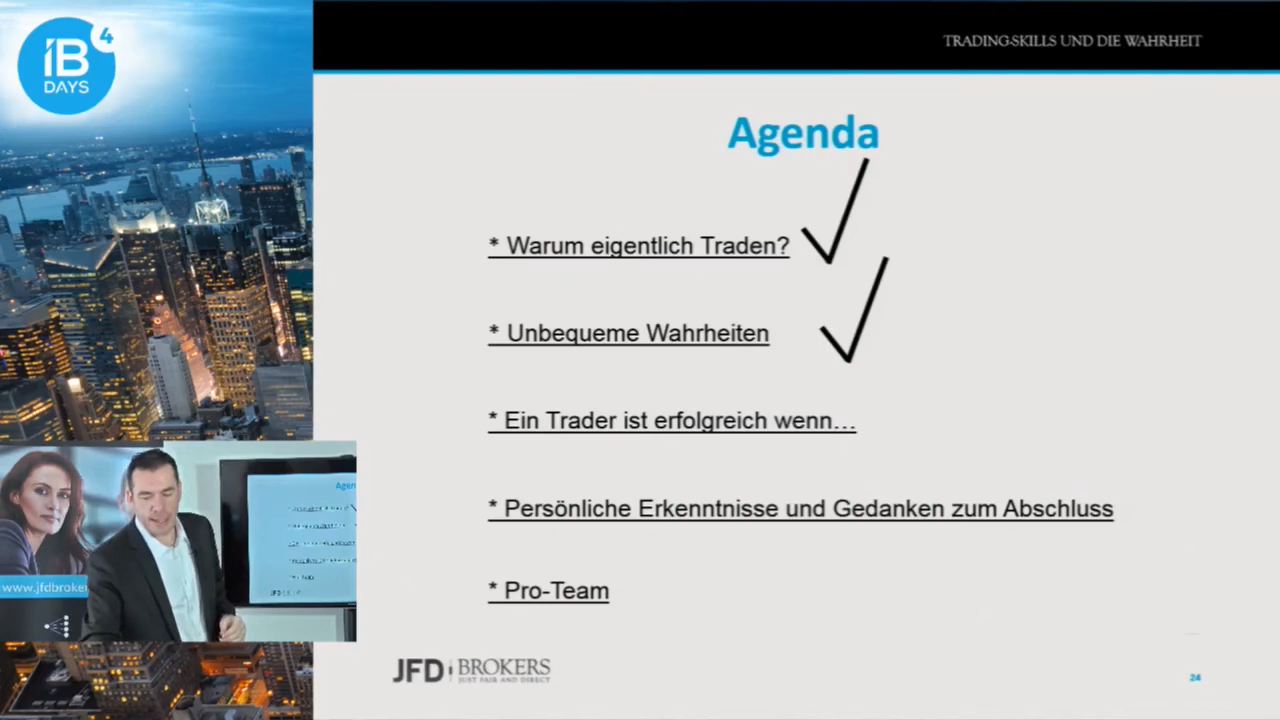 4
IB
DAYS
TRADING-SKILLS UND DIE WAHRHEIT
Agenda
* Warum eigentlich Traden?
* Unbequeme Wahrheiten
* Ein Trader ist erfolgreich wenn…
* Persönliche Erkenntnisse und Gedanken zum Abschluss
* Pro-Team
www.jfdbroker
JFD BROKERS
JUST FAIR AND DIRECT
24